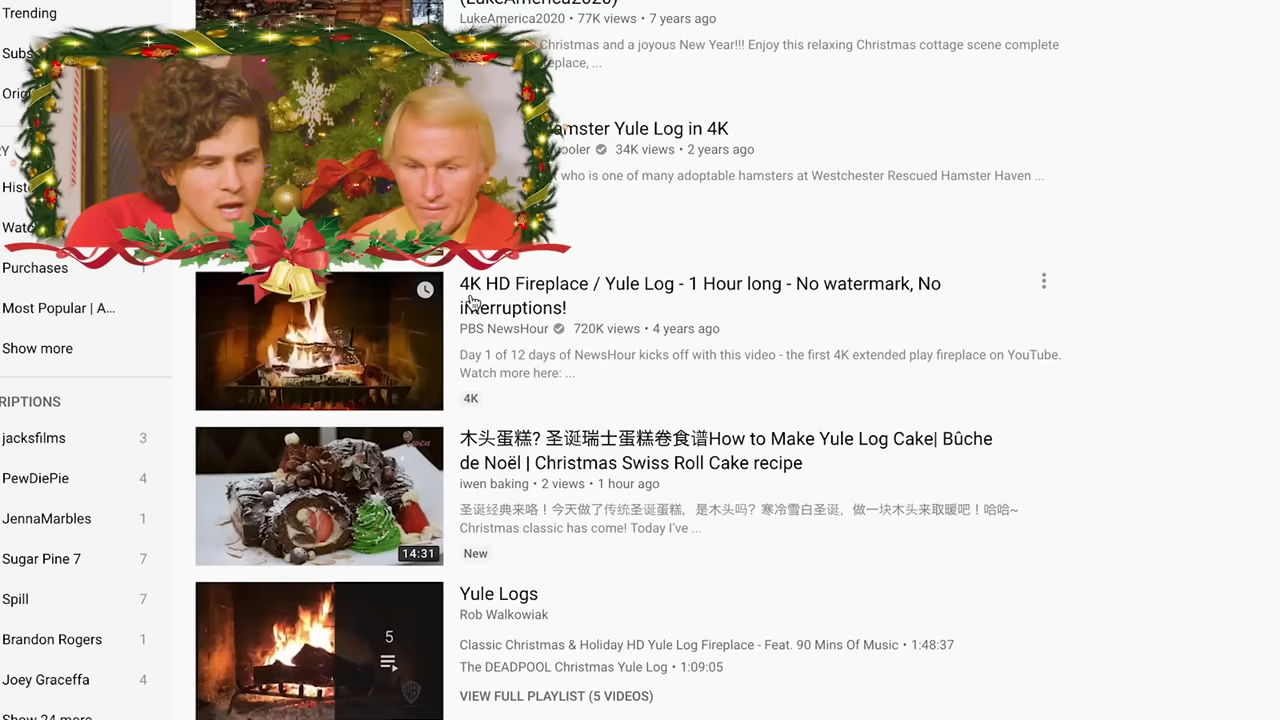 Trending
Subs
Orig
RY
Histo
Watc
Purchases
Most Popular | A...
Show more
RIPTIONS
jacksfilms 3
PewDiePie 4
JennaMarbles 1
Sugar Pine 7 7
Spill 7
Brandon Rogers 1
Joey Graceffa 4
Show 24 more
(LukeAmerica2020)
LukeAmerica2020 • 77K views • 7 years ago
Christmas and a joyous New Year!!! Enjoy this relaxing Christmas cottage scene complete
eplace, ...
amster Yule Log in 4K
ooler 34K views • 2 years ago
who is one of many adoptable hamsters at Westchester Rescued Hamster Haven ...
4K HD Fireplace / Yule Log - 1 Hour long - No watermark, No
interruptions!
PBS NewsHour 720K views • 4 years ago
Day 1 of 12 days of NewsHour kicks off with this video - the first 4K extended play fireplace on YouTube.
Watch more here: ...
4K
14:31
木头蛋糕? 圣诞瑞士蛋糕卷食谱How to Make Yule Log Cake| Bûche
de Noël | Christmas Swiss Roll Cake recipe
iwen baking • 2 views • 1 hour ago
圣诞经典来咯！今天做了传统圣诞蛋糕，是木头吗？寒冷雪白圣诞，做一块木头来取暖吧！哈哈~
Christmas classic has come! Today I've ...
New
5
Yule Logs
Rob Walkowiak
Classic Christmas & Holiday HD Yule Log Fireplace - Feat. 90 Mins Of Music • 1:48:37
The DEADPOOL Christmas Yule Log • 1:09:05
VIEW FULL PLAYLIST (5 VIDEOS)